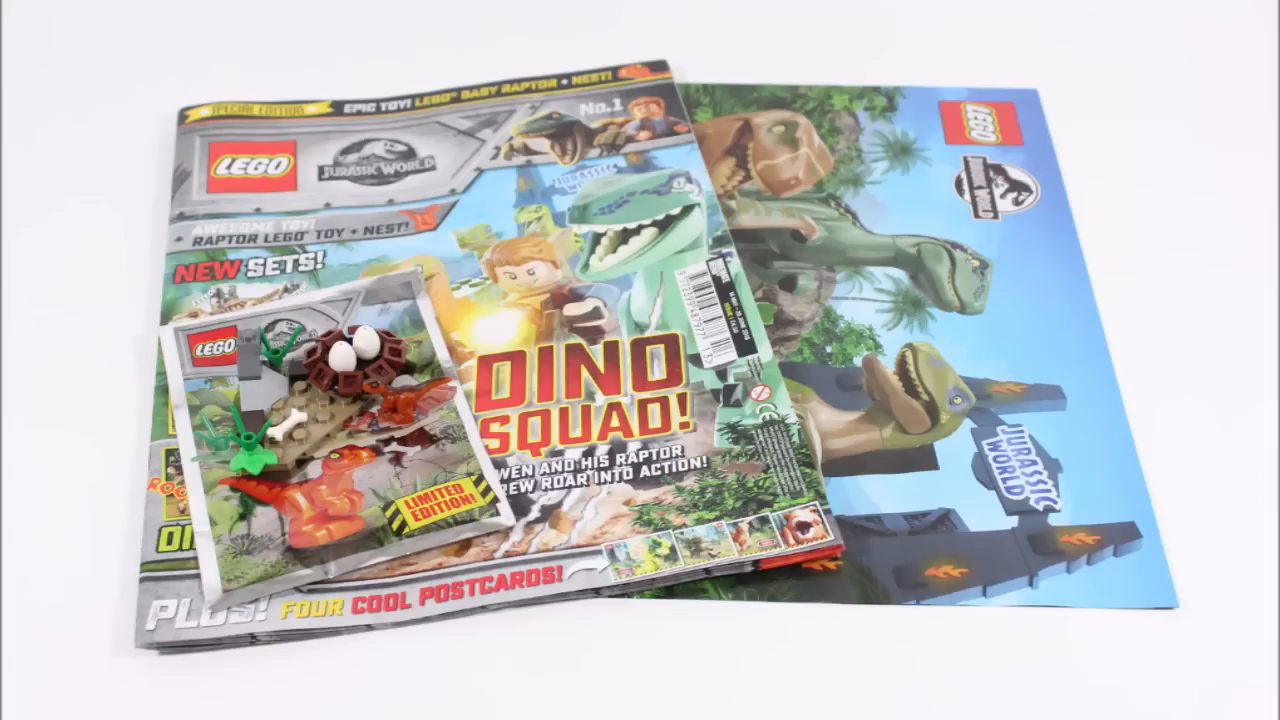 SPECIAL EDITION
EPIC TOY! LEGO® BABY RAPTOR + NEST!
No.1
LEGO
JURASSIC WORLD
JURASSIC
AWESOME TOY!
RAPTOR LEGO® TOY + NEST!
NEW SETS!
LEGO
LIMITED
EDITION!
DINO
SQUAD!
AND HIS RAPTOR
ROAR INTO ACTION!
PLUS! FOUR COOL POSTCARDS!
LEGO
JURASSIC WORLD
JURASSIC
WORLD